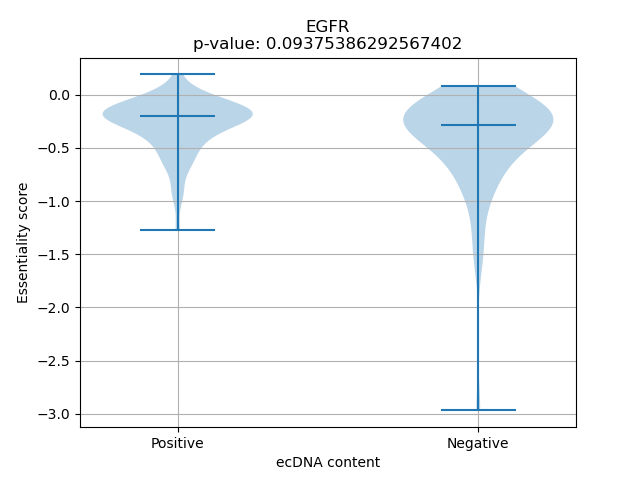 EGFR
p-value: 0.09375386292567402
0.0
−0.5
−1.0
−1.5
−2.0
−2.5
−3.0
Essentiality score
Positive
Negative
ecDNA content